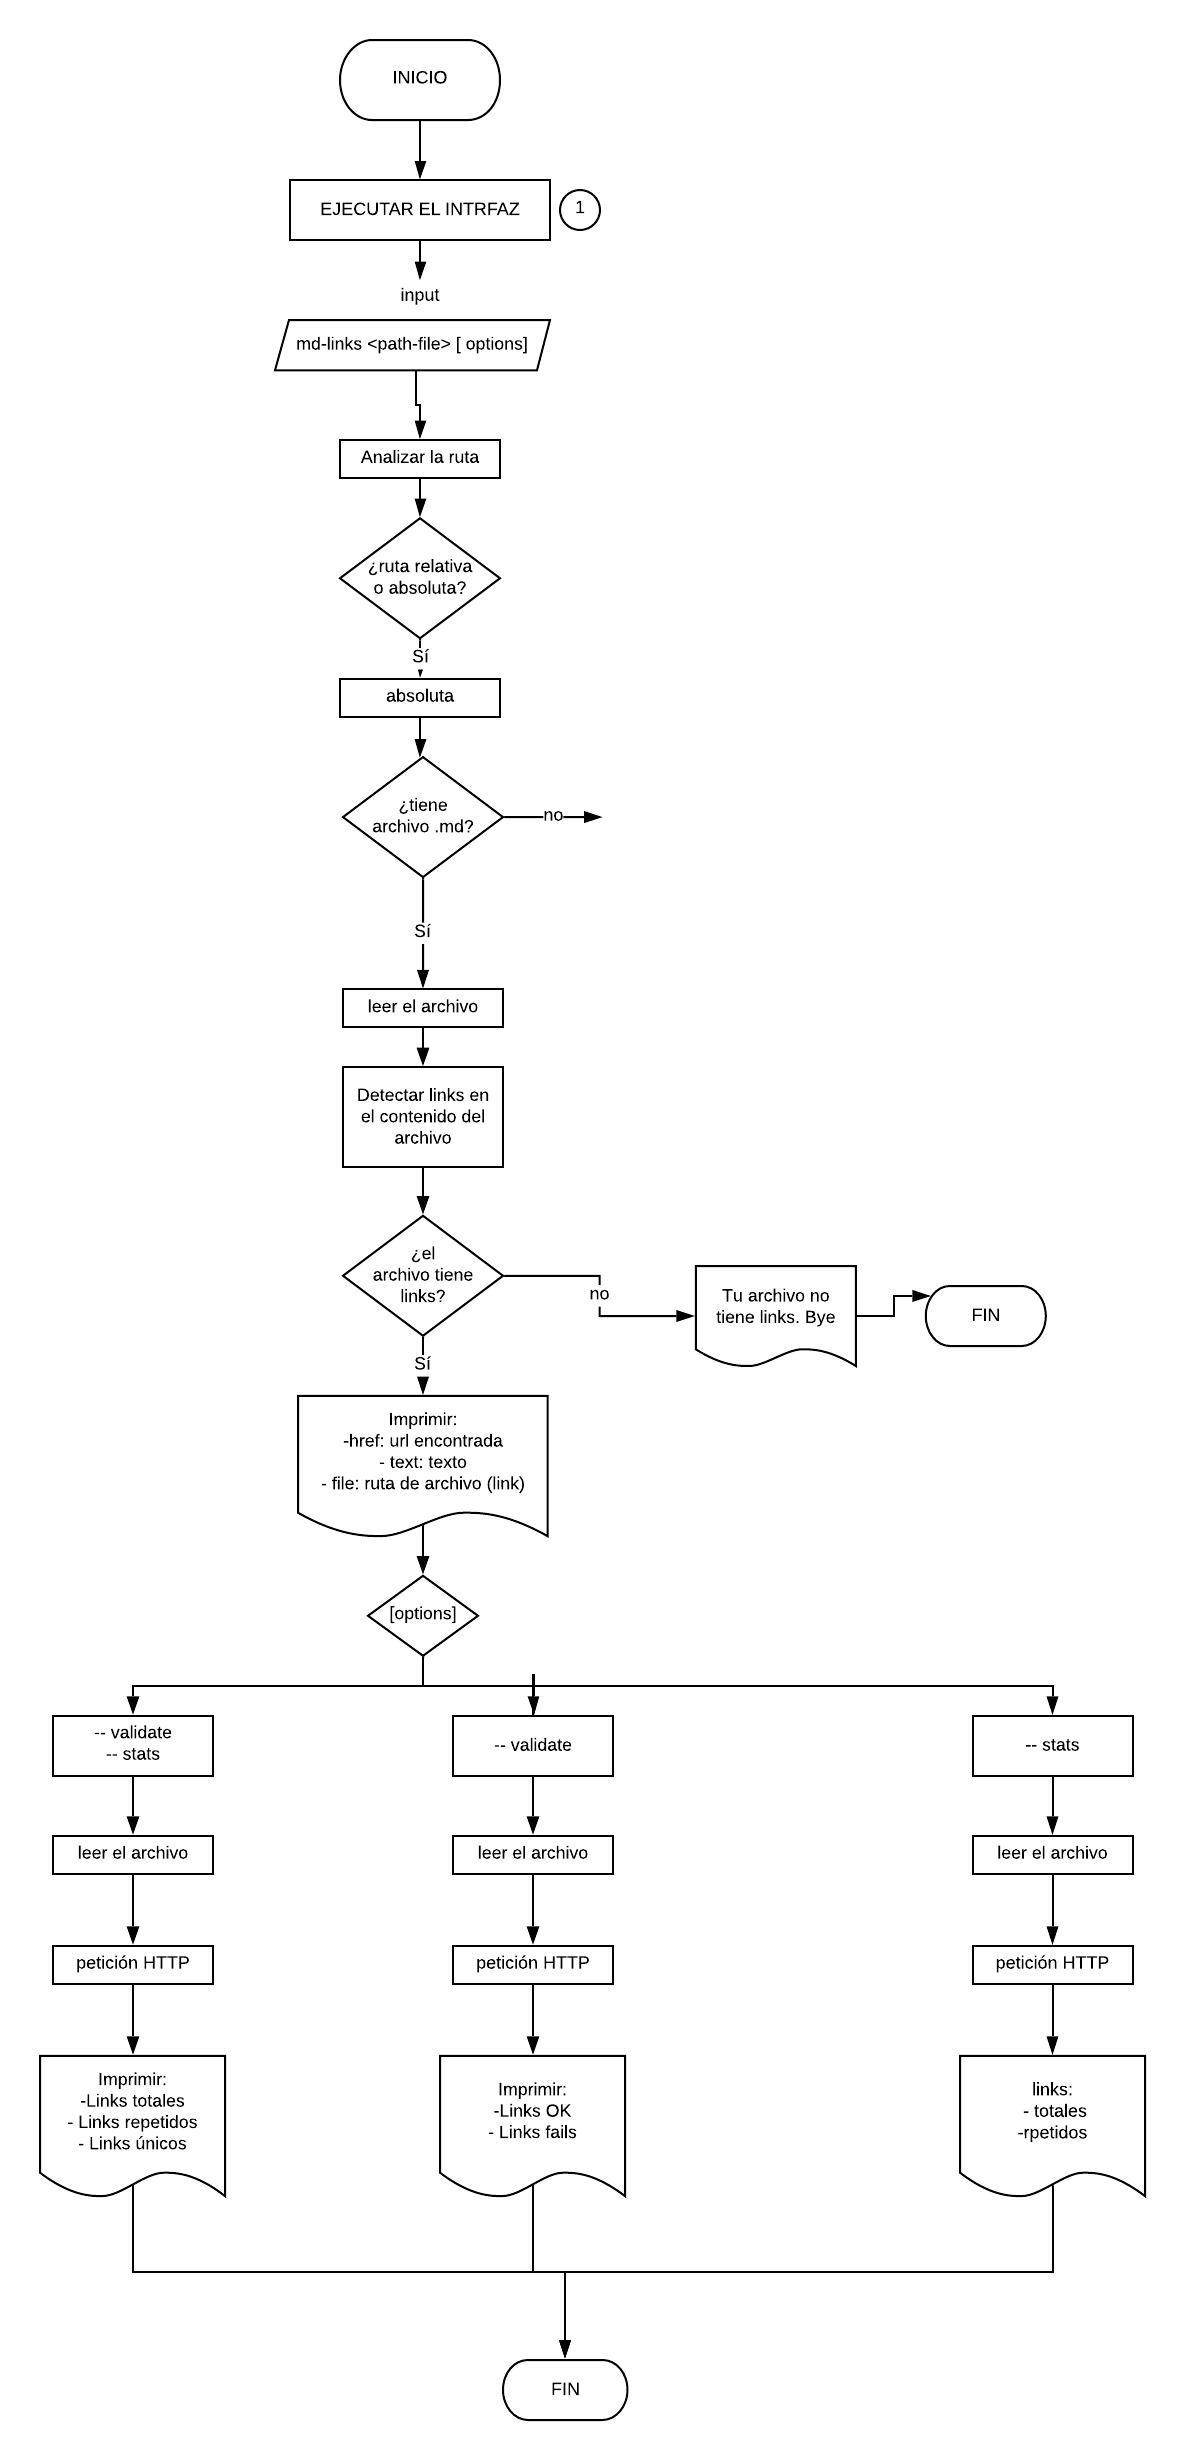 INICIO
EJECUTAR EL INTRFAZ
1
input
md-links <path-file> [ options]
Analizar la ruta
¿ruta relativa
o absoluta?
Sí
absoluta
¿tiene
archivo .md?
no
Sí
leer el archivo
Detectar links en
el contenido del
archivo
¿el
archivo tiene
links?
no
Tu archivo no
tiene links. Bye
FIN
Sí
Imprimir:
-href: url encontrada
- text: texto
- file: ruta de archivo (link)
[options]
-- validate
-- stats
-- validate
-- stats
leer el archivo
leer el archivo
leer el archivo
petición HTTP
petición HTTP
petición HTTP
Imprimir:
-Links totales
- Links repetidos
- Links únicos
Imprimir:
-Links OK
- Links fails
links:
- totales
-rpetidos
FIN